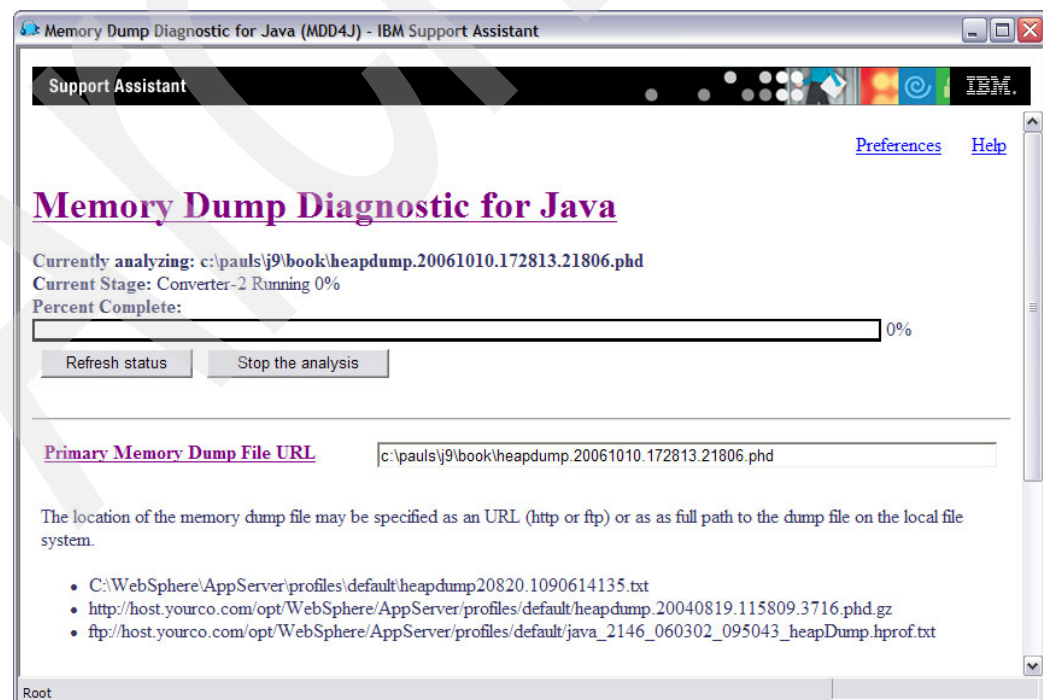 Memory Dump Diagnostic for Java (MDD4J) - IBM Support Assistant
Support Assistant
IBM.
Preferences Help
Memory Dump Diagnostic for Java
Currently analyzing: c:\pauls\j9\book\heapdump.20061010.172813.21806.phd
Current Stage: Converter-2 Running 0%
Percent Complete:
0%
Refresh status Stop the analysis
Primary Memory Dump File URL c:\pauls\j9\book\heapdump.20061010.172813.21806.phd
The location of the memory dump file may be specified as an URL (http or ftp) or as as full path to the dump file on the local file
system.
• C:\WebSphere\AppServer\profiles\default\heapdump20820.1090614135.txt
• http://host.yourco.com/opt/WebSphere/AppServer/profiles/default/heapdump.20040819.115809.3716.phd.gz
• ftp://host.yourco.com/opt/WebSphere/AppServer/profiles/default/java_2146_060302_095043_heapDump.hprof.txt
Root